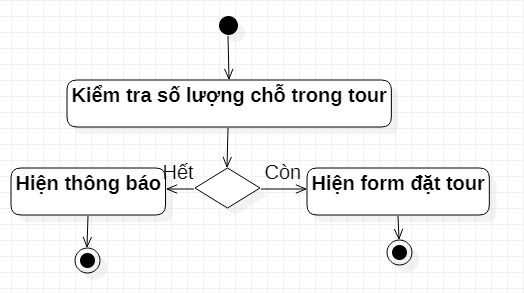 Kiểm tra số lượng chỗ trong tour
Hết
Còn
Hiện thông báo
Hiện form đặt tour